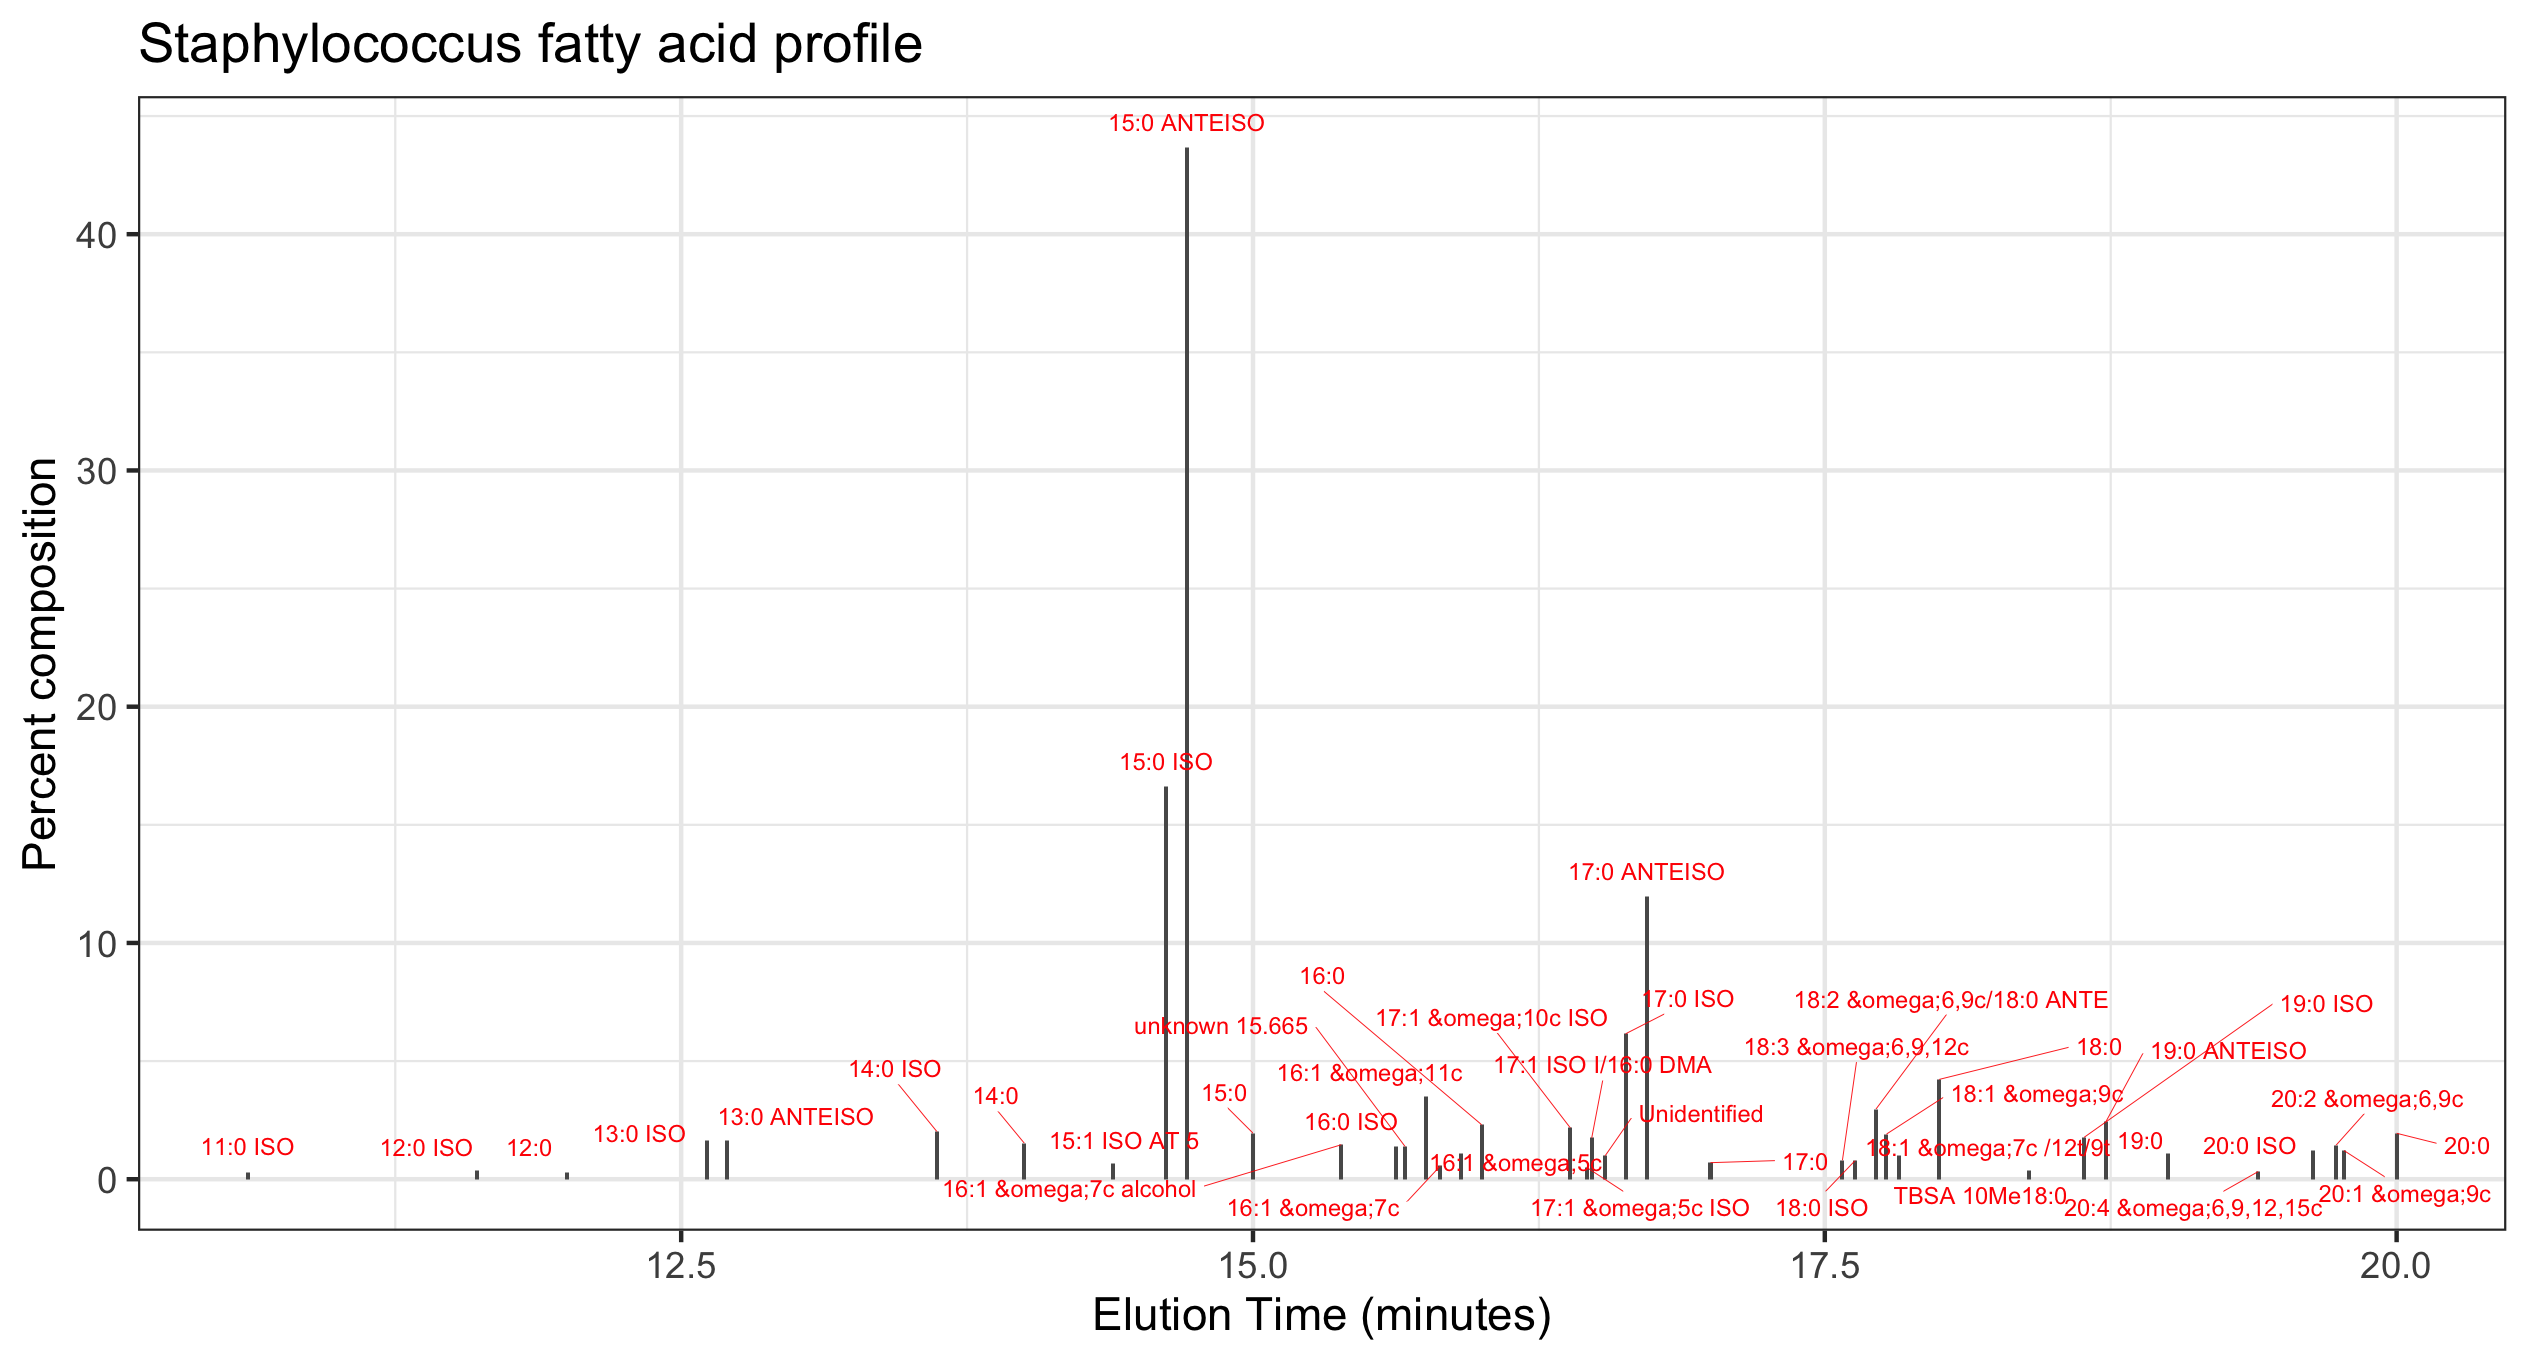 Staphylococcus fatty acid profile
Percent composition
40
30
20
10
0
15:0 ANTEISO
15:0 ISO
17:0 ANTEISO
16:0
17:0 ISO
18:2 &omega;6,9c/18:0 ANTE
19:0 ISO
unknown 15.665
17:1 &omega;10c ISO
18:3 &omega;6,9,12c
18:0
19:0 ANTEISO
14:0 ISO
16:1 &omega;11c
17:1 ISO I/16:0 DMA
14:0
15:0
18:1 &omega;9c
20:2 &omega;6,9c
13:0 ANTEISO
16:0 ISO
Unidentified
13:0 ISO
15:1 ISO AT 5
11:0 ISO
12:0 ISO
12:0
18:1 &omega;7c /12t/9t
19:0
20:0 ISO
20:0
16:1 &omega;5c
17:0
16:1 &omega;7c alcohol
16:1 &omega;7c
17:1 &omega;5c ISO
18:0 ISO
TBSA 10Me18:0
20:4 &omega;6,9,12,15c
20:1 &omega;9c
12.5
15.0
17.5
20.0
Elution Time (minutes)